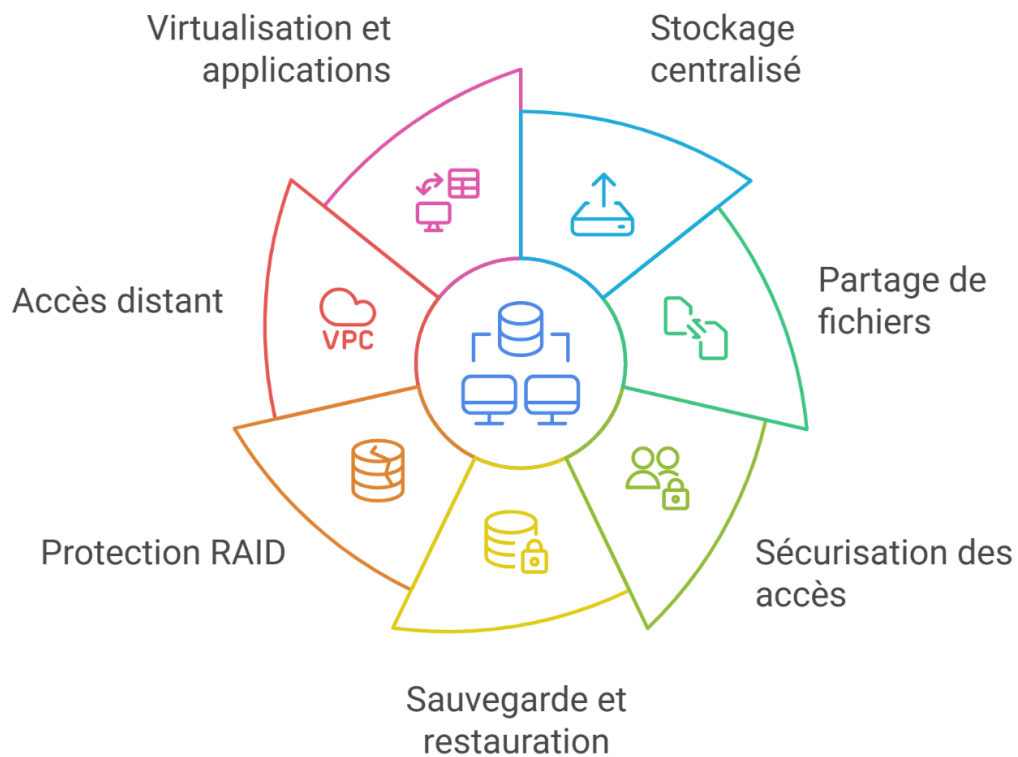 Virtualisation et
applications
Stockage
centralisé
Accès distant
VPC
Partage de
fichiers
Protection RAID
Sécurisation des
accès
Sauvegarde et
restauration